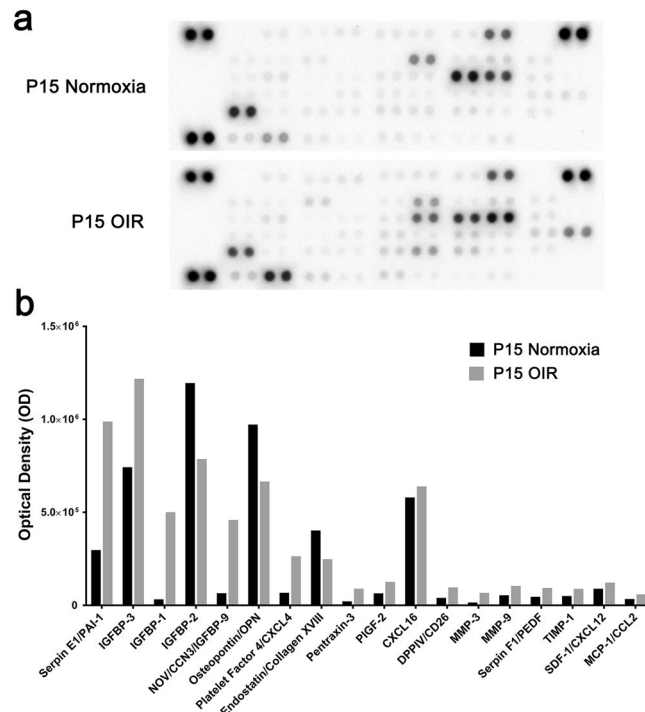 a
P15 Normoxia
P15 OIR
b
Optical Density (OD)
1.5×10⁶
1.0×10⁶
5.0×10⁵
0
P15 Normoxia
P15 OIR
Serpin E1/PAI-1
IGFBP-3
IGFBP-1
IGFBP-2
NOV/CCN3/IGFBP-9
Osteopontin/OPN
Platelet Factor 4/CXCL4
Endostatin/Collagen XVIII
Pentraxin-3
PlGF-2
CXCL16
DPPIV/CD26
MMP-3
MMP-9
Serpin F1/PEDF
TIMP-1
SDF-1/CXCL12
MCP-1/CCL2